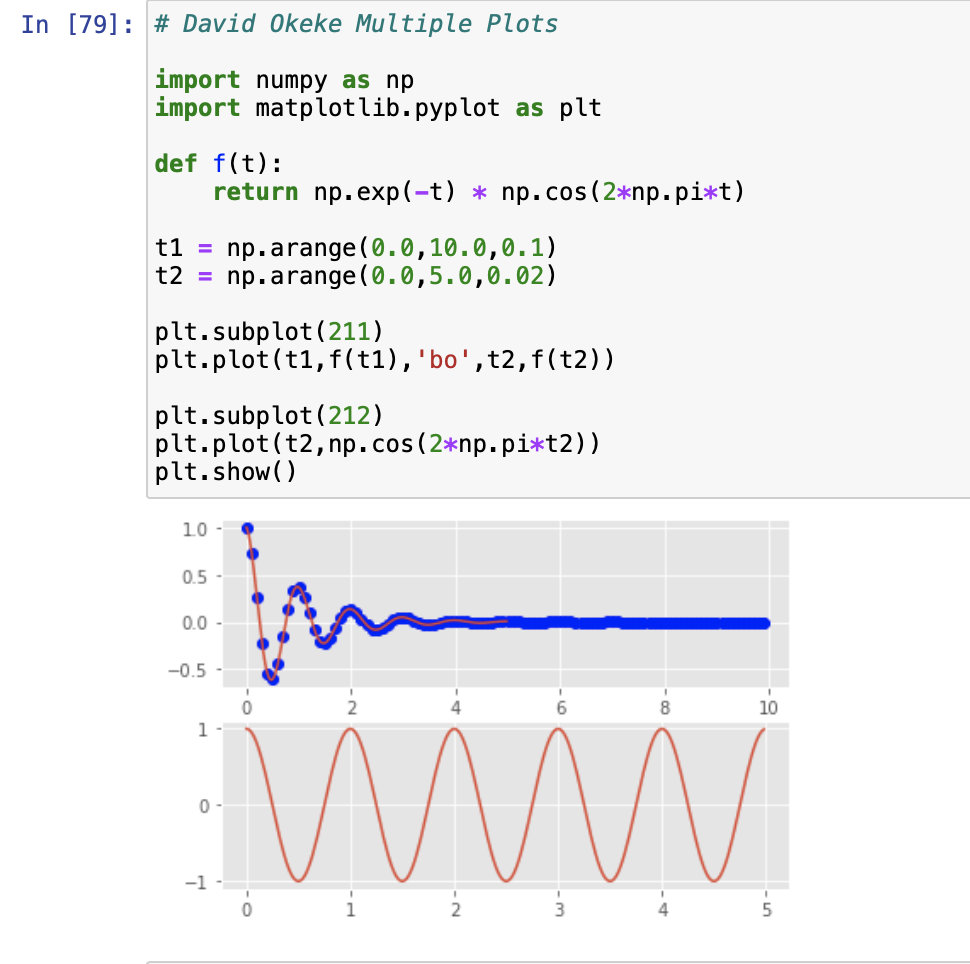 In [79]: # David Okeke Multiple Plots
import numpy as np
import matplotlib.pyplot as plt
def f(t):
    return np.exp(-t) * np.cos(2*np.pi*t)
t1 = np.arange(0.0,10.0,0.1)
t2 = np.arange(0.0,5.0,0.02)
plt.subplot(211)
plt.plot(t1,f(t1),'bo',t2,f(t2))
plt.subplot(212)
plt.plot(t2,np.cos(2*np.pi*t2))
plt.show()
1.0
0.5
0.0
−0.5
0 2 4 6 8 10
1
0
−1
0 1 2 3 4 5